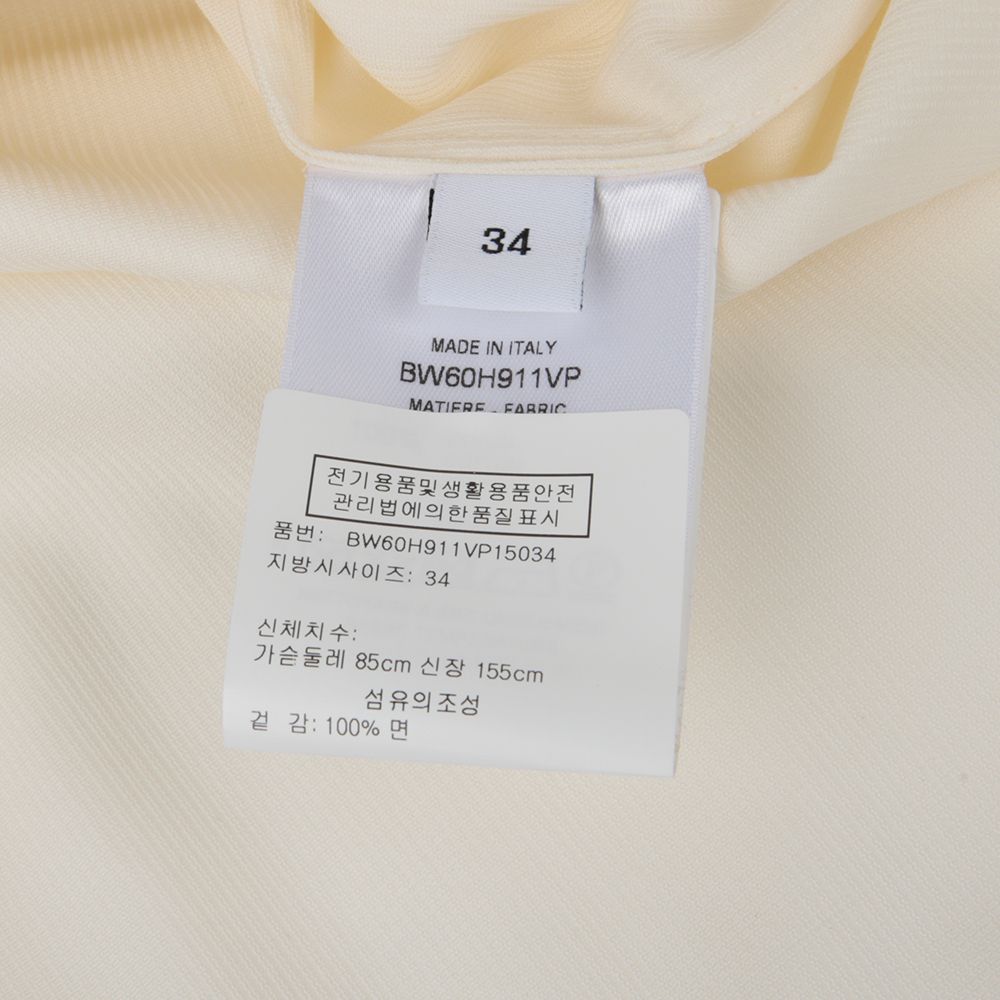 34
MADE IN ITALY
BW60H911VP
MATIERE - FABRIC
전기용품및생활용품안전
관리법에의한품질표시
품번: BW60H911VP15034
지방시사이즈: 34
신체치수:
가슴둘레 85cm 신장 155cm
섬유의조성
겉 감: 100% 면